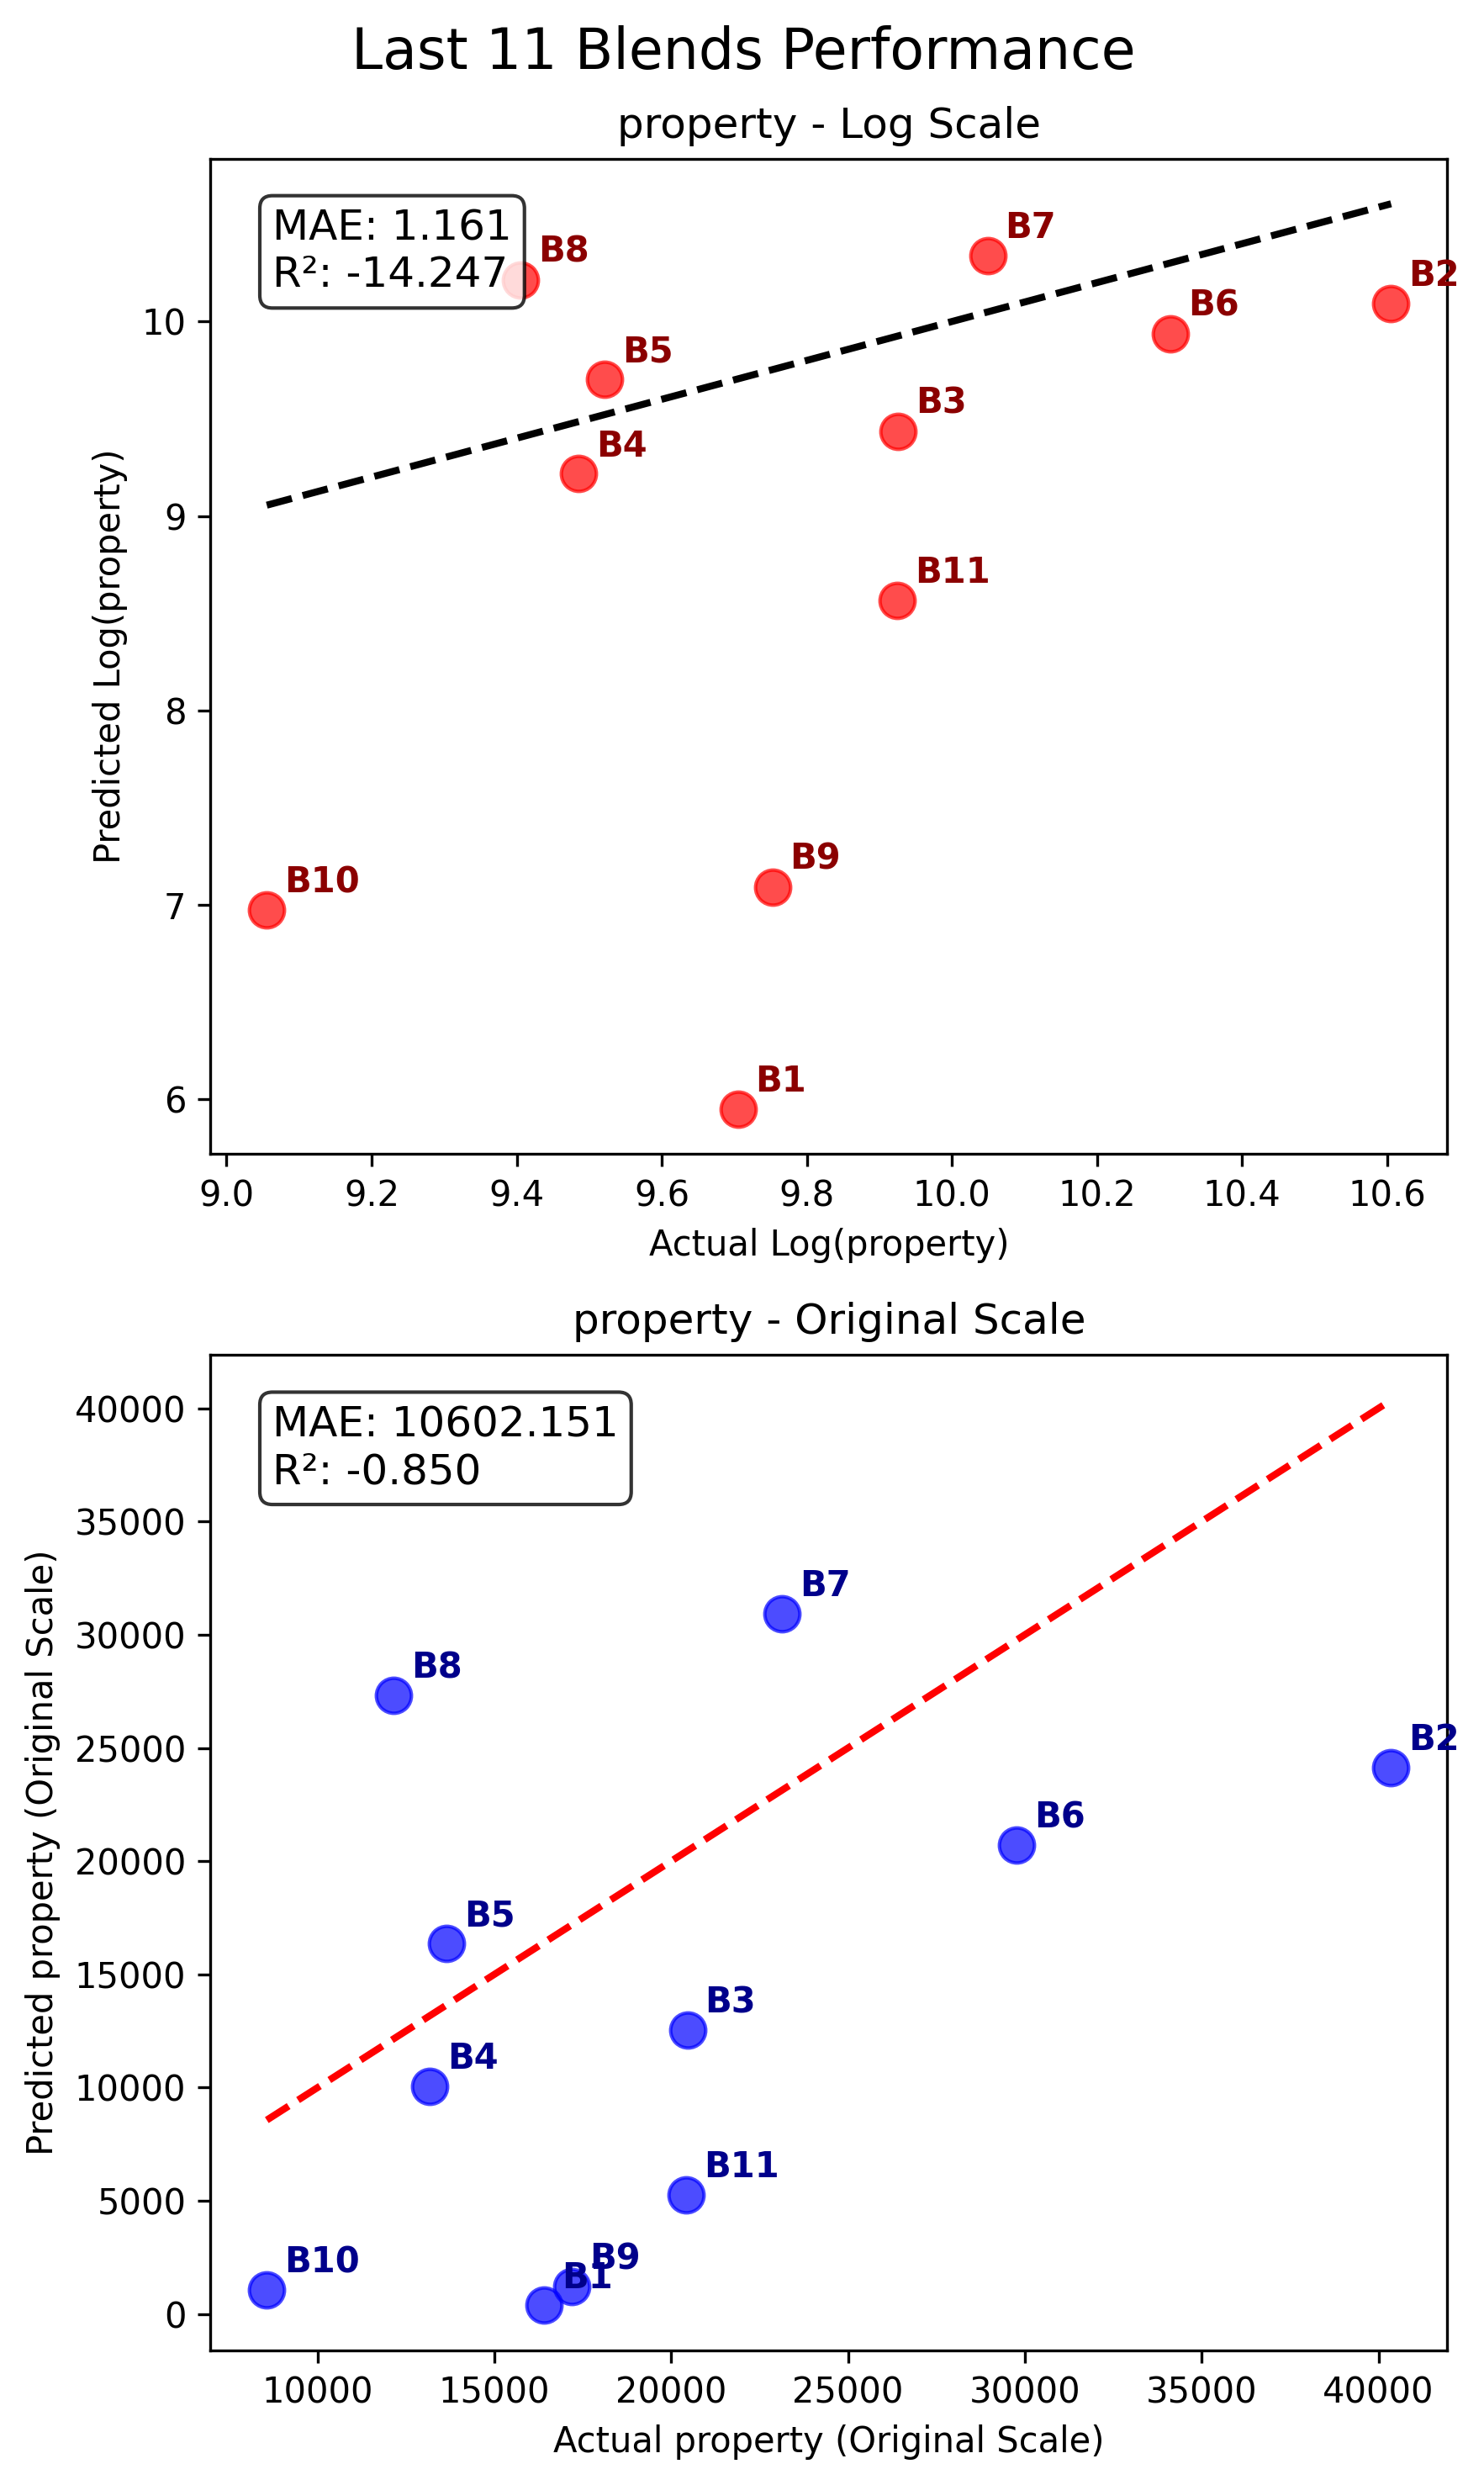 Last 11 Blends Performance
property - Log Scale
MAE: 1.161
R²: -14.247
B8
B7
B2
B6
B5
B3
B4
B11
B9
B10
B1
10
9
8
7
6
Predicted Log(property)
9.0 9.2 9.4 9.6 9.8 10.0 10.2 10.4 10.6
Actual Log(property)
property - Original Scale
MAE: 10602.151
R²: -0.850
B7
B8
B2
B6
B5
B3
B4
B11
B9
B10
B1
40000
35000
30000
25000
20000
15000
10000
5000
0
Predicted property (Original Scale)
10000 15000 20000 25000 30000 35000 40000
Actual property (Original Scale)